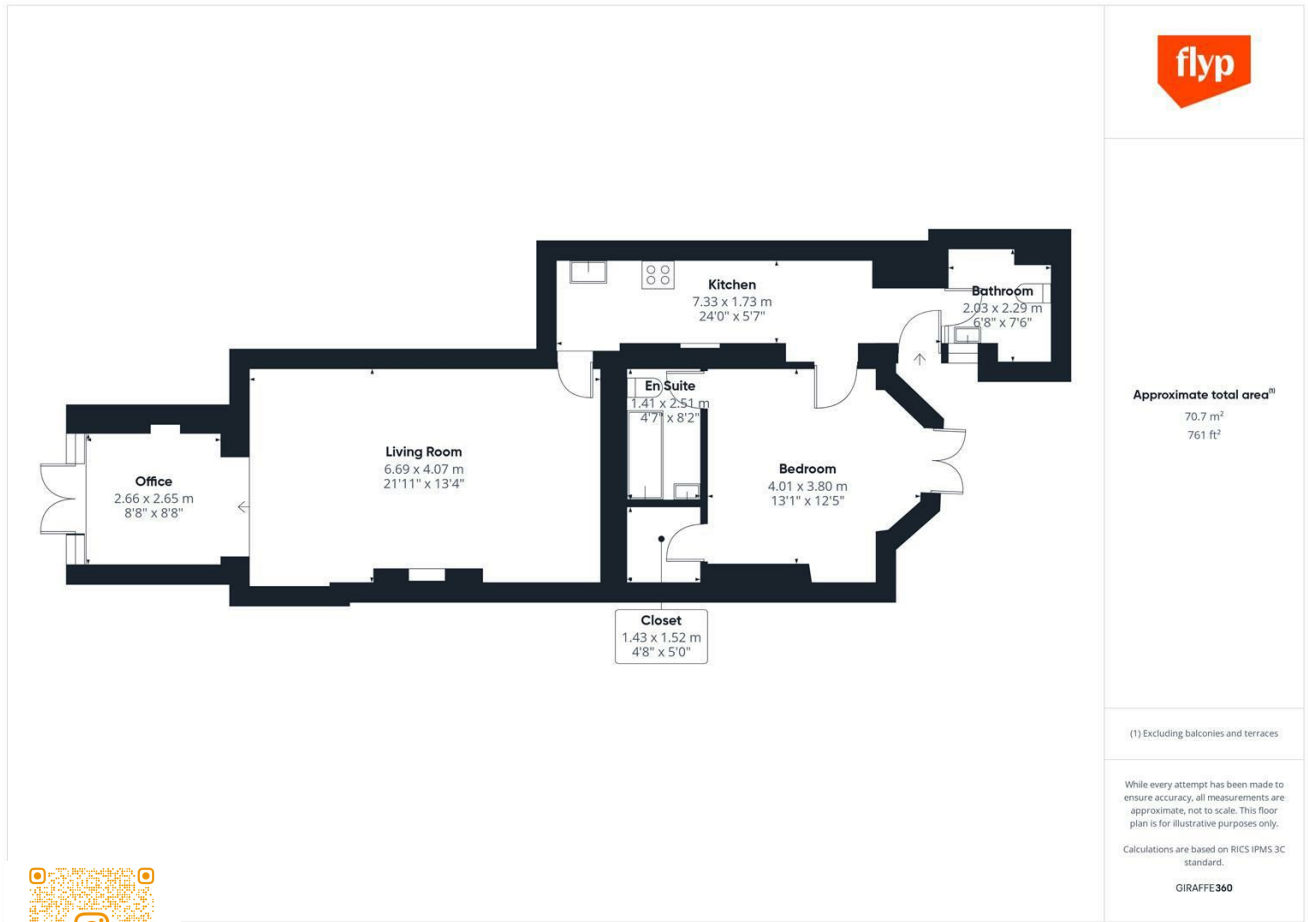 flyp
Kitchen
7.33 x 1.73 m
24'0" x 5'7"
Bathroom
2.03 x 2.29 m
6'8" x 7'6"
En Suite
1.41 x 2.51 m
4'7" x 8'2"
Living Room
6.69 x 4.07 m
21'11" x 13'4"
Bedroom
4.01 x 3.80 m
13'1" x 12'5"
Office
2.66 x 2.65 m
8'8" x 8'8"
Closet
1.43 x 1.52 m
4'8" x 5'0"
Approximate total area(1)
70.7 m²
761 ft²
(1) Excluding balconies and terraces
While every attempt has been made to
ensure accuracy, all measurements are
approximate, not to scale. This floor
plan is for illustrative purposes only.
Calculations are based on RICS IPMS 3C
standard.
GIRAFFE360